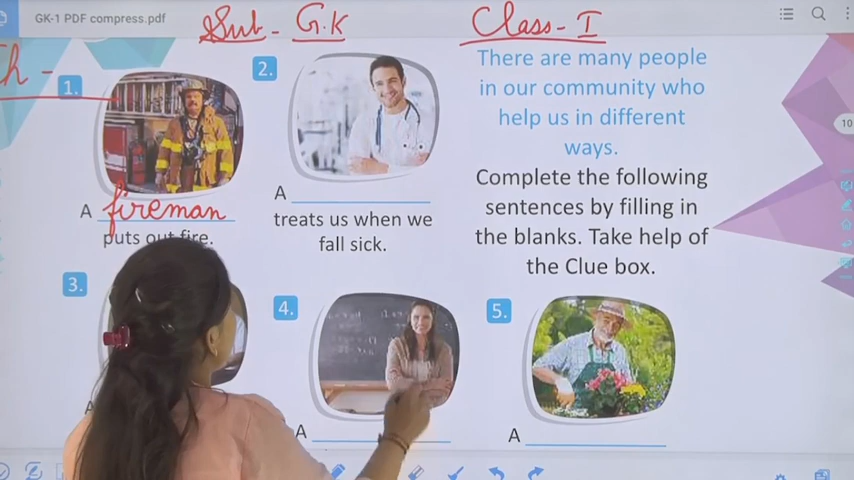 GK-1 PDF compress.pdf
Sub - G.K
Class - I
Th -
1.
A fireman
puts out fire.
2.
A
treats us when we
fall sick.
There are many people
in our community who
help us in different
ways.
Complete the following
sentences by filling in
the blanks. Take help of
the Clue box.
10
3.
A
4.
A
5.
A